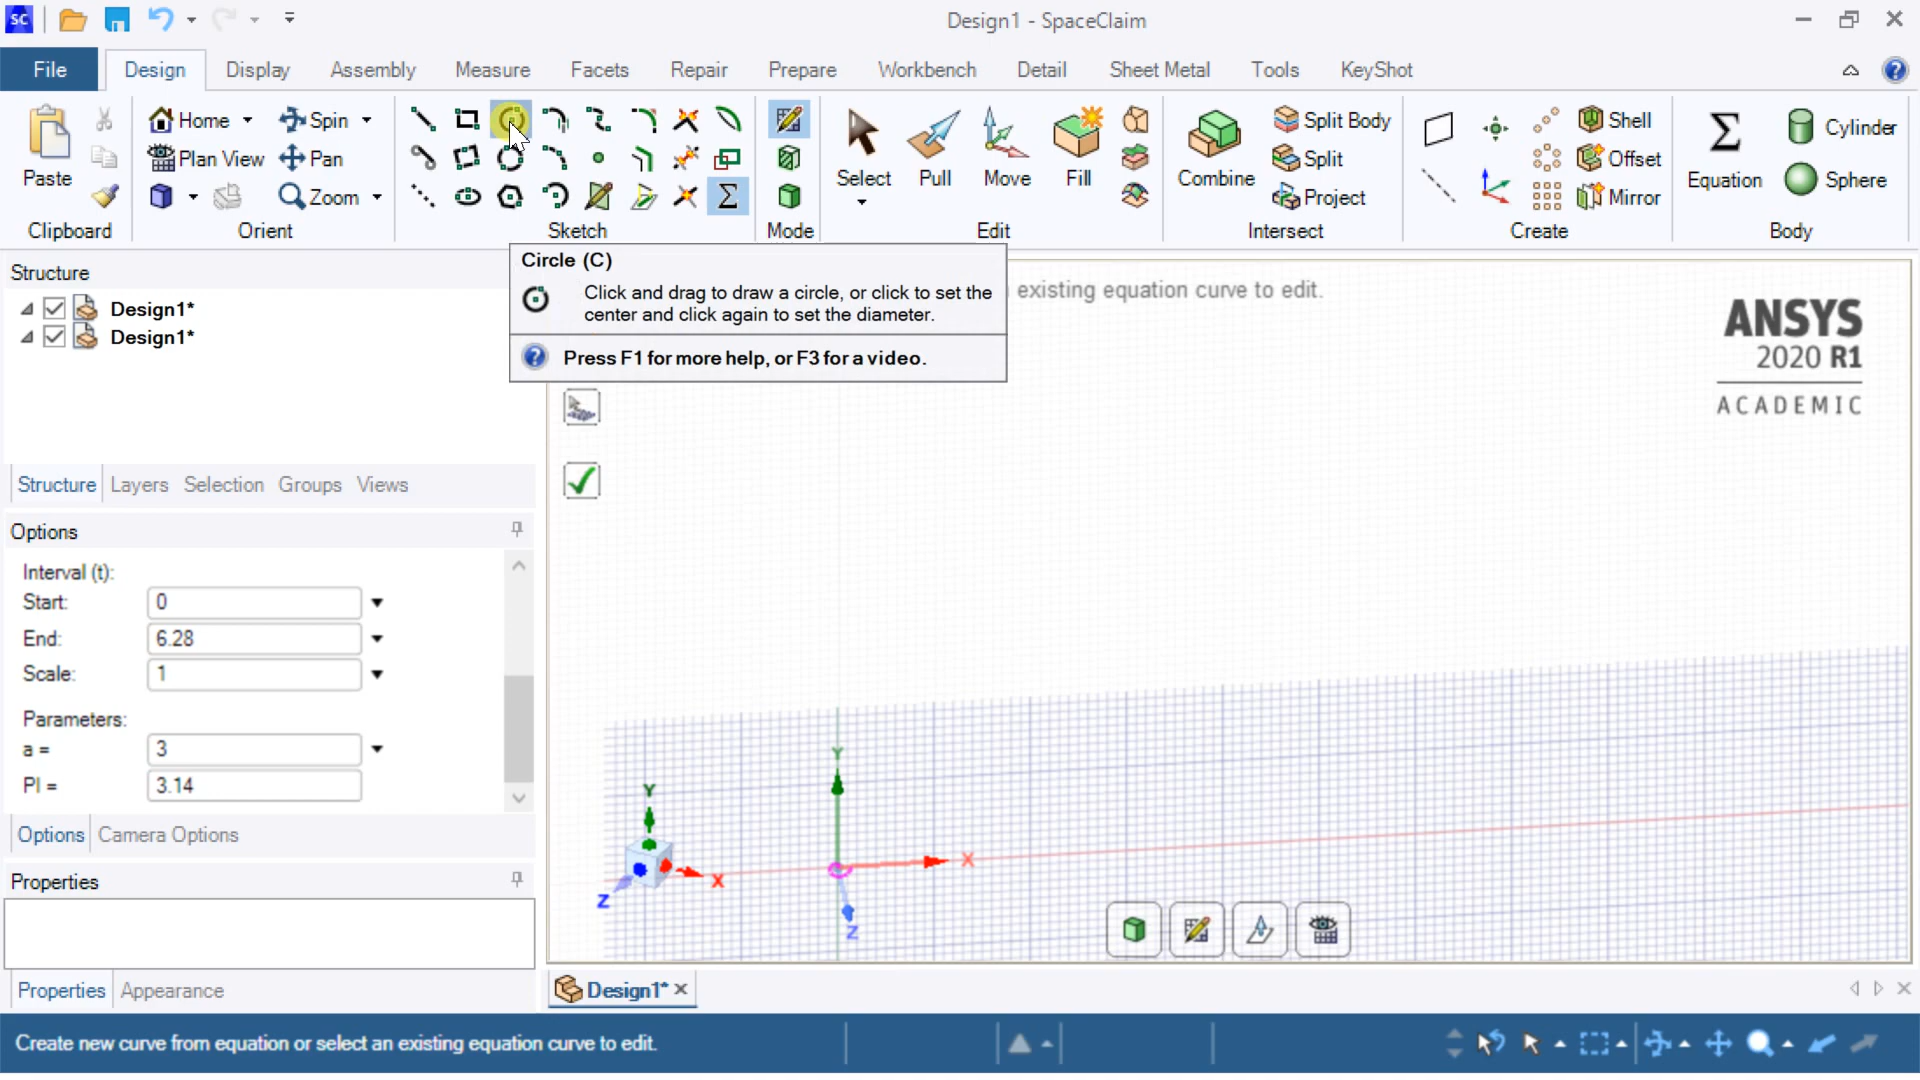 SC
Design1 - SpaceClaim
File Design Display Assembly Measure Facets Repair Prepare Workbench Detail Sheet Metal Tools KeyShot
Paste
Home Spin
Plan View Pan
Zoom
Select Pull Move Fill
Combine Split Body
Split
Project
Shell
Offset
Mirror
Equation Cylinder
Sphere
Clipboard Orient Sketch Mode Edit Intersect Create Body
Structure
Design1*
Design1*
Circle (C)
Click and drag to draw a circle, or click to set the
center and click again to set the diameter.
Press F1 for more help, or F3 for a video.
existing equation curve to edit.
ANSYS
2020 R1
ACADEMIC
Structure Layers Selection Groups Views
Options
Interval (t):
Start: 0
End: 6.28
Scale: 1
Parameters:
a = 3
PI = 3.14
Options Camera Options
Properties
Properties Appearance
Y
X
Z
Y
X
Z
Design1*
Create new curve from equation or select an existing equation curve to edit.